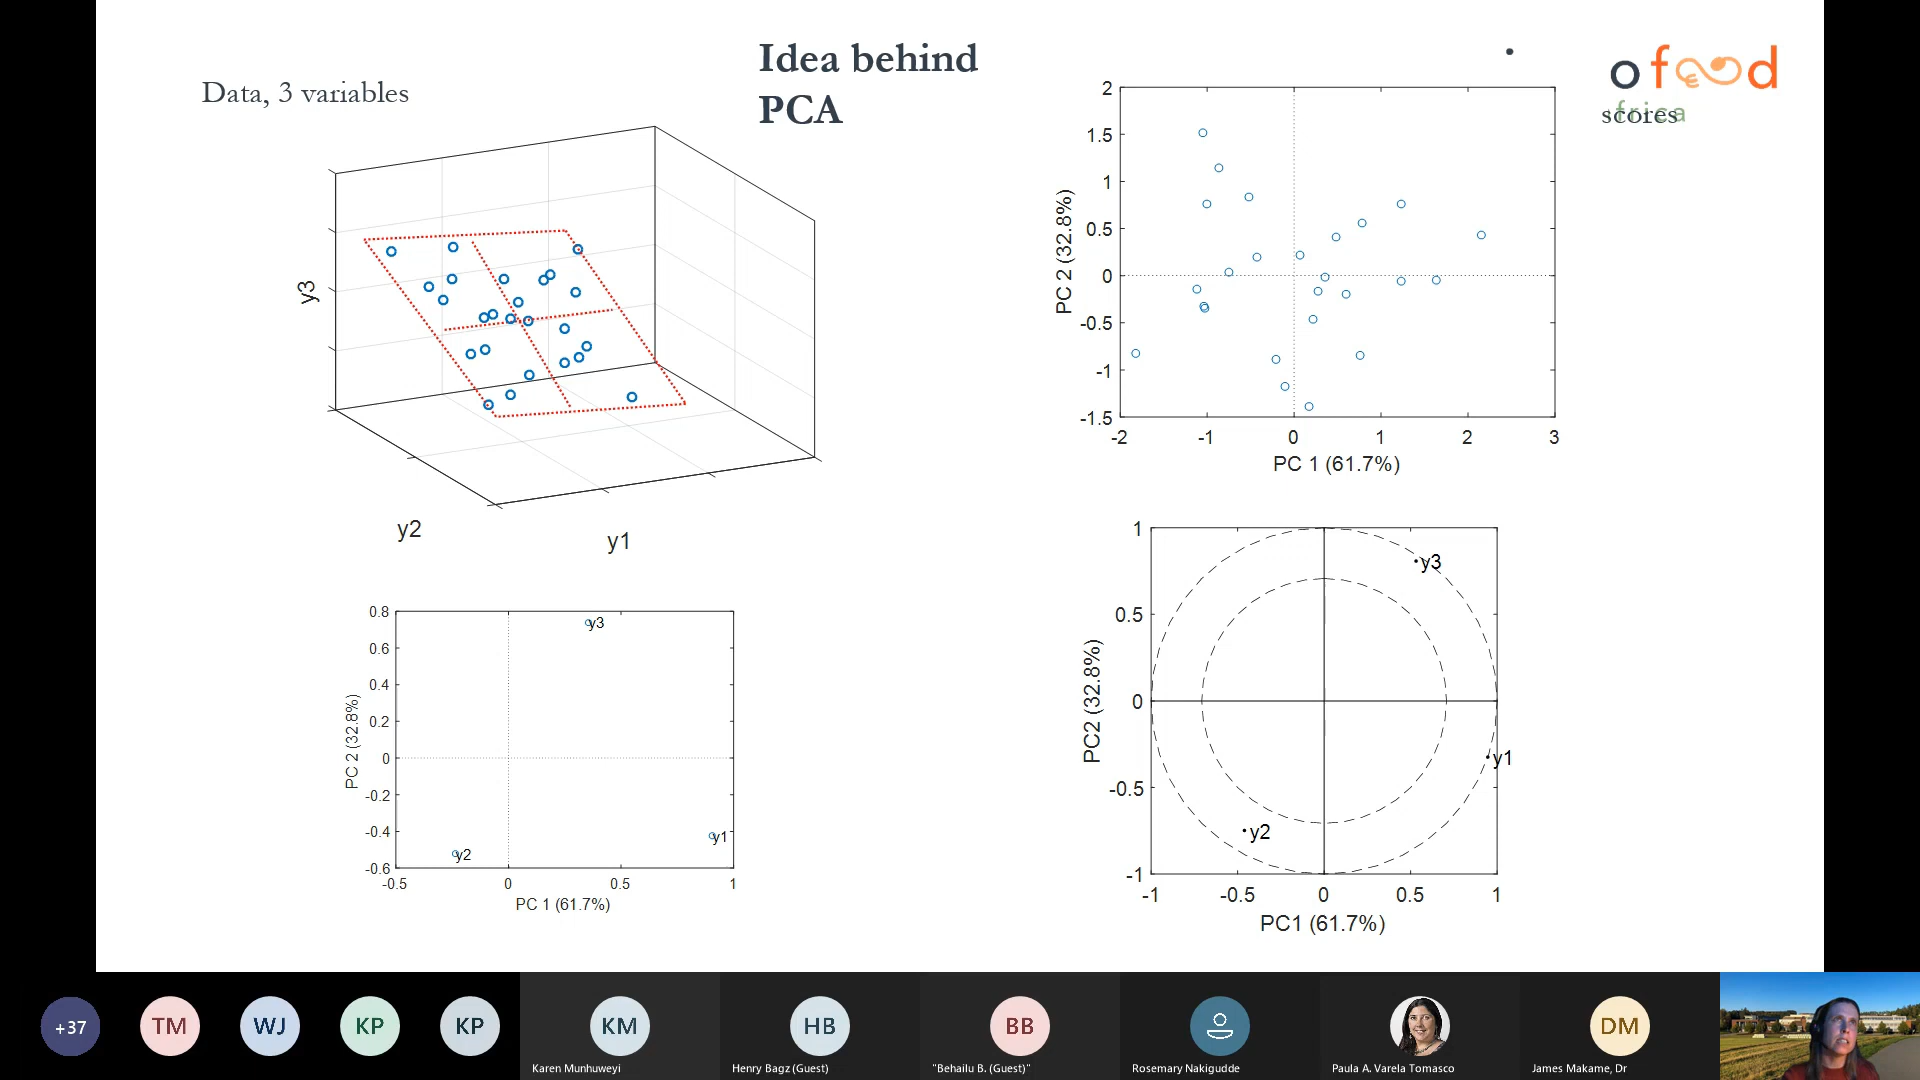 Idea behind
PCA
Data, 3 variables
y3
y2
y1
ofood
africa
scores
2
1.5
1
0.5
0
-0.5
-1
-1.5
-2
-1
0
1
2
3
PC 2 (32.8%)
PC 1 (61.7%)
0.8
0.6
0.4
0.2
0
-0.2
-0.4
-0.6
-0.5
0
0.5
1
PC 2 (32.8%)
PC 1 (61.7%)
y3
y2
y1
1
0.5
0
-0.5
-1
-1
-0.5
0
0.5
1
PC2 (32.8%)
PC1 (61.7%)
y3
y1
y2
+37
TM
WJ
KP
KP
KM
HB
BB
DM
Karen Munhuweyi
Henry Bagz (Guest)
"Behailu B. (Guest)"
Rosemary Nakigudde
Paula A. Varela Tomasco
James Makame, Dr